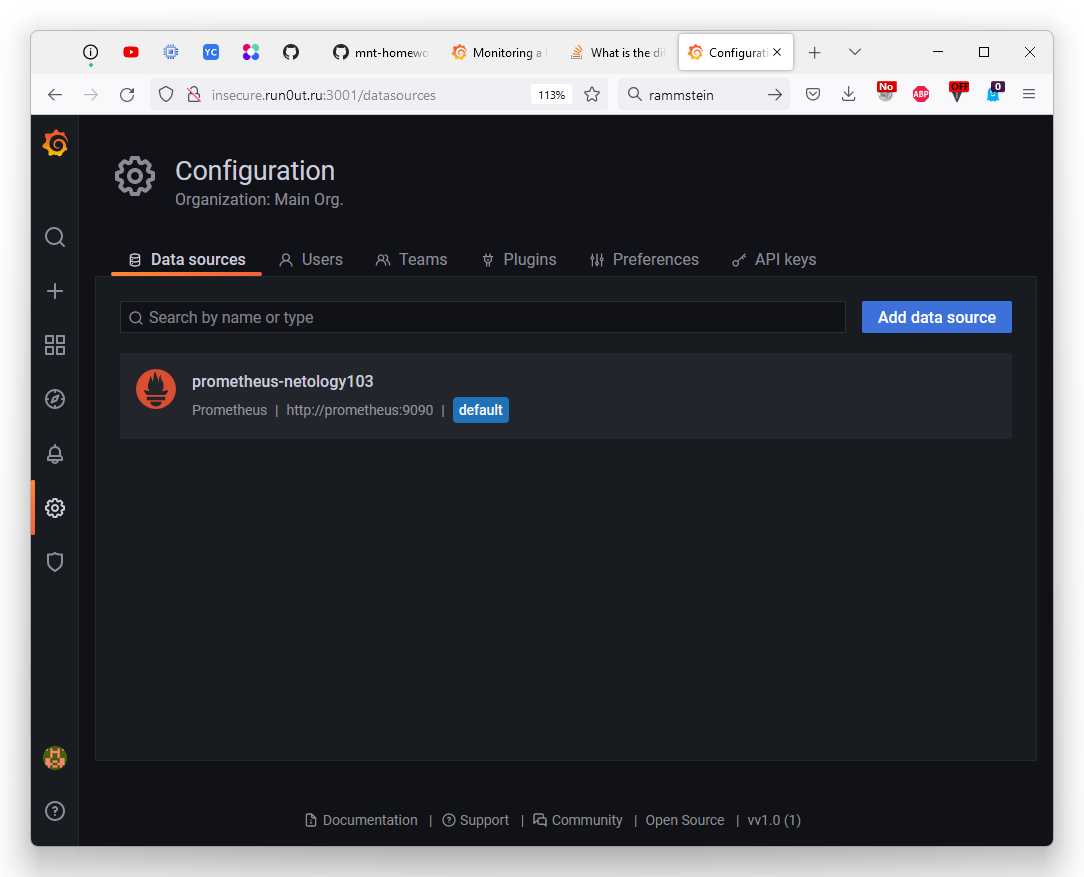 YC
mnt-homewo
Monitoring a
What is the dif
Configurati
insecure.run0ut.ru:3001/datasources
113%
rammstein
No
ABP
OFF
0
Configuration
Organization: Main Org.
Data sources
Users
Teams
Plugins
Preferences
API keys
Search by name or type
Add data source
prometheus-netology103
Prometheus | http://prometheus:9090 | default
Documentation | Support | Community | Open Source | vv1.0 (1)